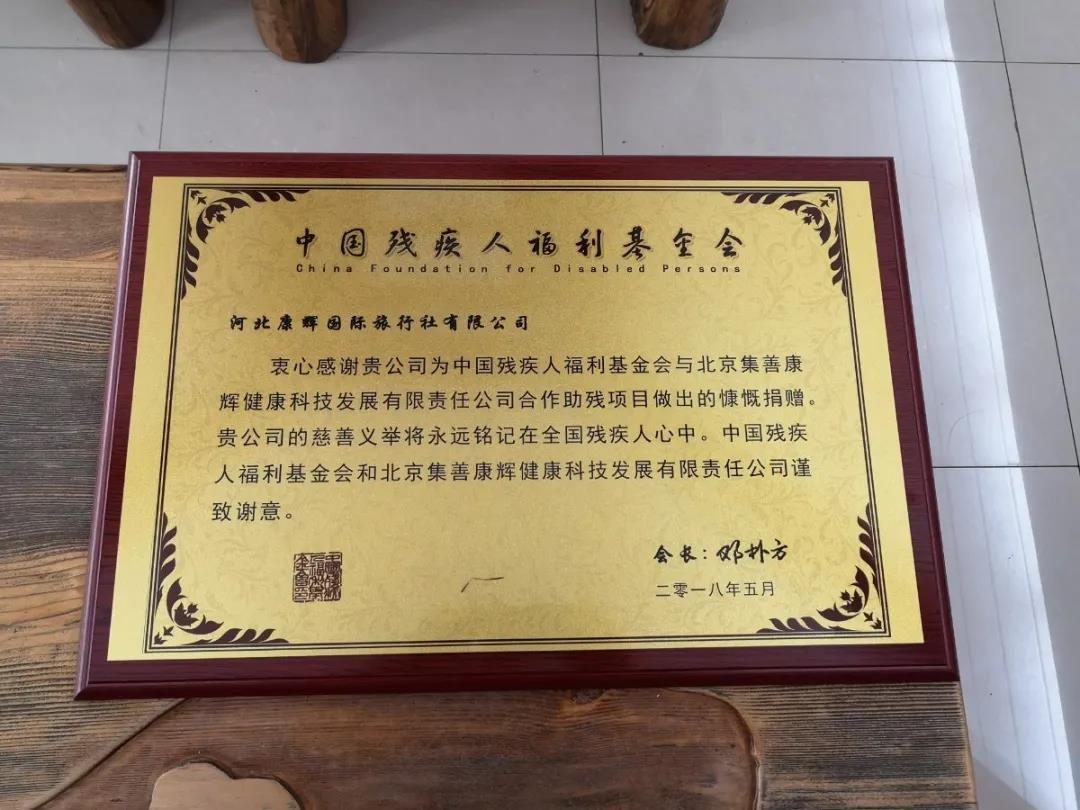 中国残疾人福利基金会
China Foundation for Disabled Persons
河北康辉国际旅行社有限公司
衷心感谢贵公司为中国残疾人福利基金会与北京集善康
辉健康科技发展有限责任公司合作助残项目做出的慷慨捐赠。
贵公司的慈善义举将永远铭记在全国残疾人心中。中国残疾
人福利基金会和北京集善康辉健康科技发展有限责任公司谨
致谢意。
会长：邓朴方
二零一八年五月